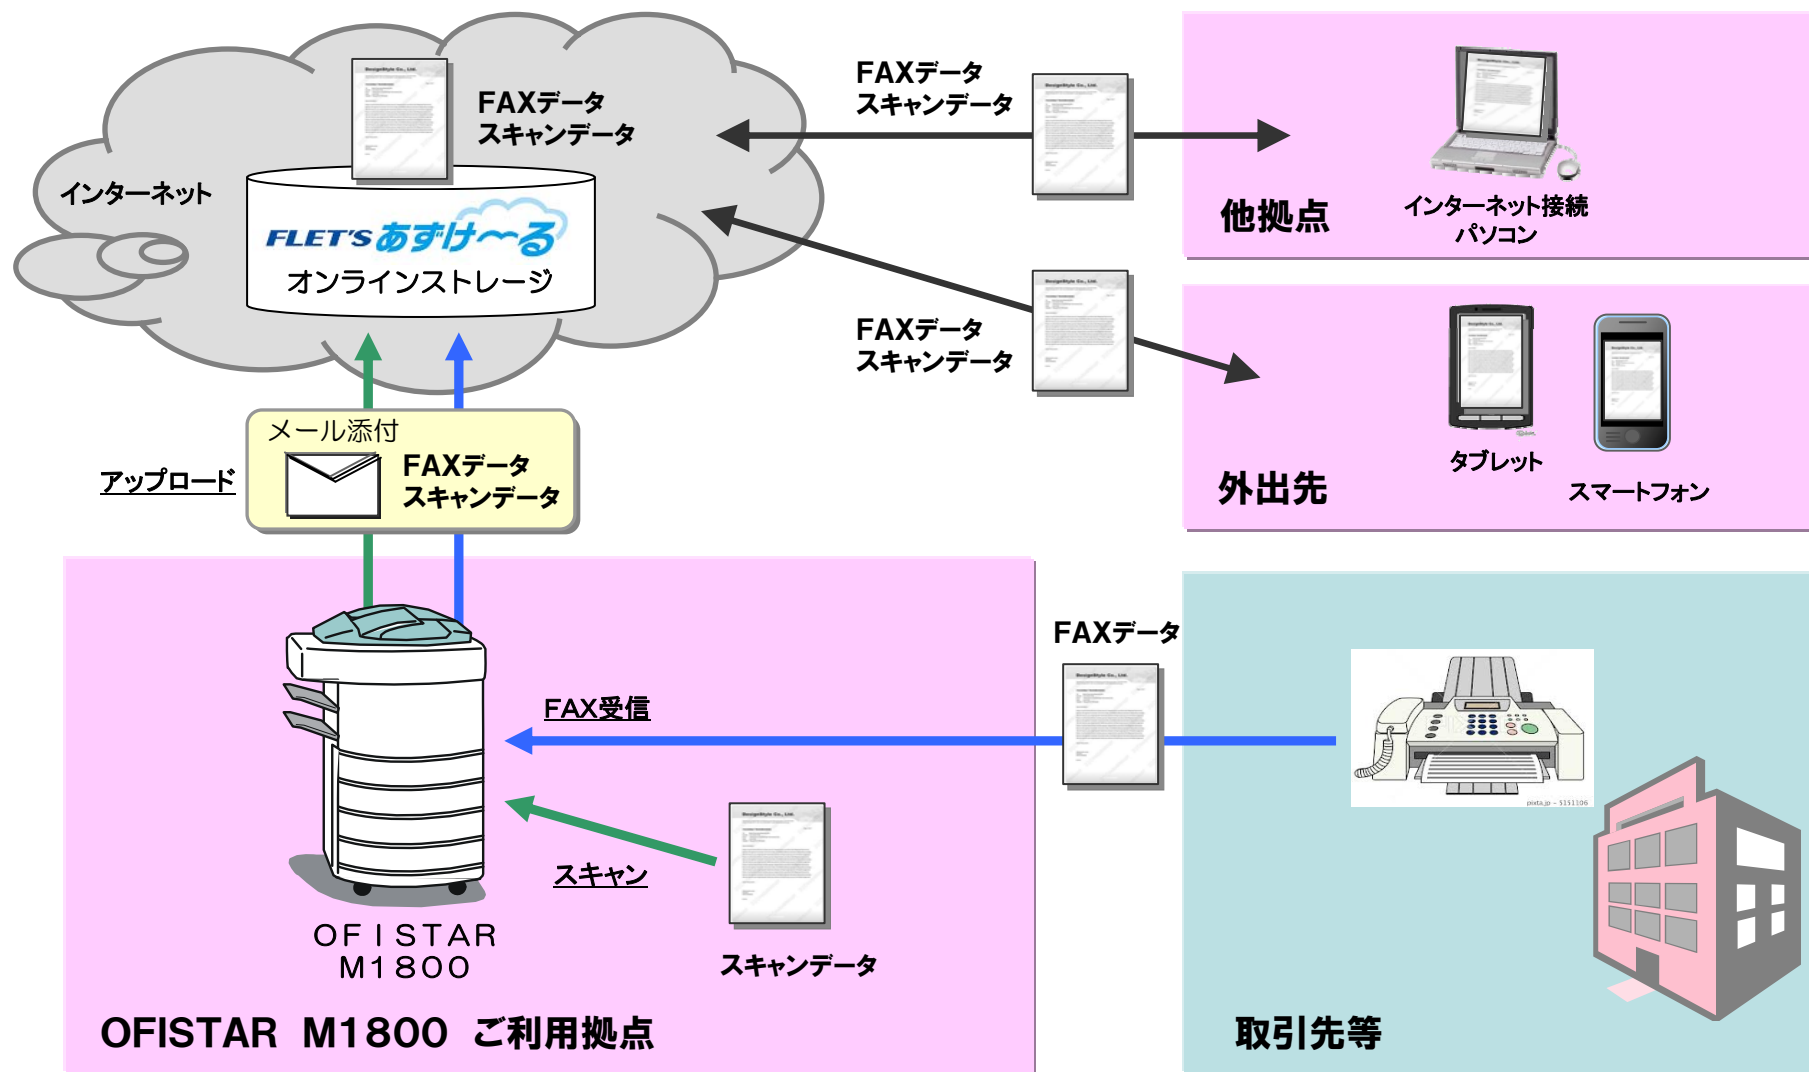 FAXデータ
スキャンデータ
インターネット
FLET'S あずけ〜る
オンラインストレージ
FAXデータ
スキャンデータ
他拠点
インターネット接続
パソコン
FAXデータ
スキャンデータ
タブレット
スマートフォン
外出先
アップロード
メール添付
FAXデータ
スキャンデータ
FAX受信
FAXデータ
スキャン
スキャンデータ
OFISTAR
M1800
OFISTAR M1800 ご利用拠点
pixta.jp - 5151106
取引先等
DesignStyle Co., Ltd.